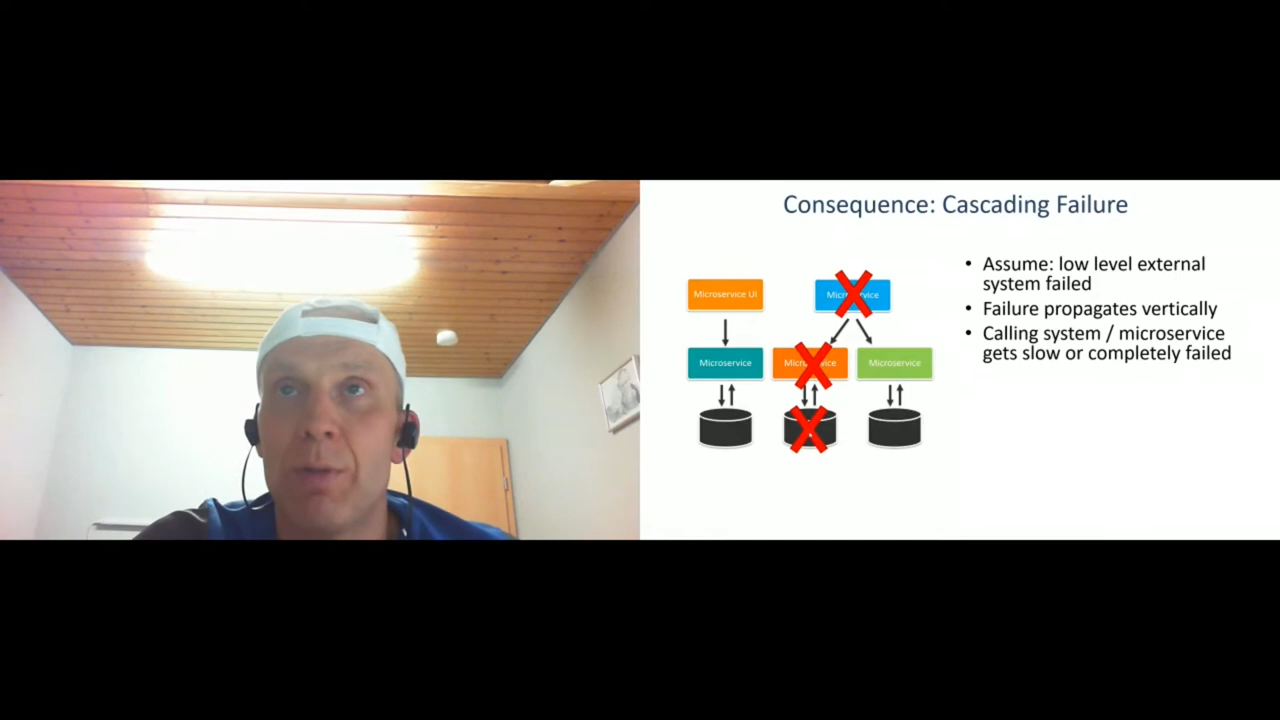 Consequence: Cascading Failure
• Assume: low level external
system failed
• Failure propagates vertically
• Calling system / microservice
gets slow or completely failed
Microservice UI
Microservice
Microservice